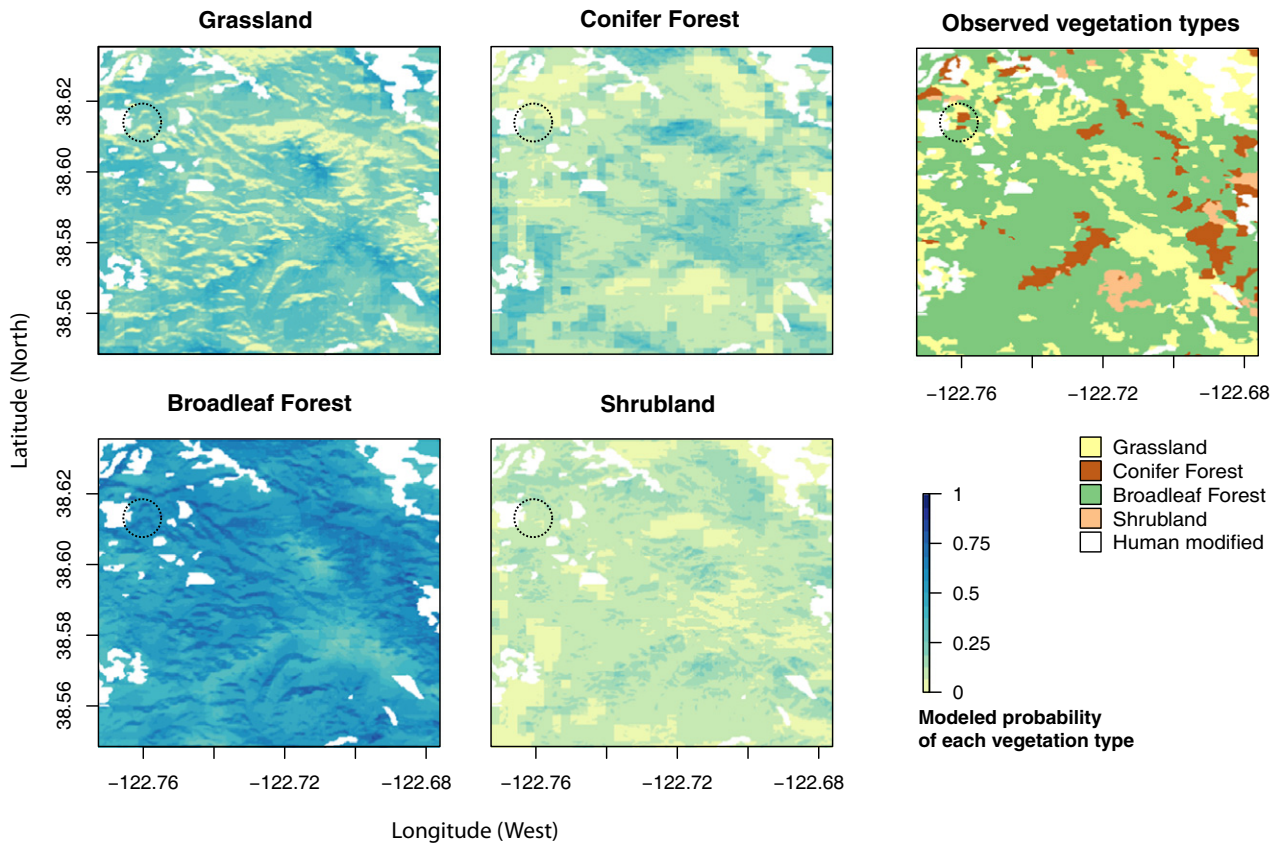 Grassland
Conifer Forest
Observed vegetation types
38.62
38.60
38.58
38.56
−122.76
−122.72
−122.68
Latitude (North)
Broadleaf Forest
Shrubland
38.62
38.60
38.58
38.56
−122.76
−122.72
−122.68
−122.76
−122.72
−122.68
Longitude (West)
Grassland
Conifer Forest
Broadleaf Forest
Shrubland
Human modified
1
0.75
0.5
0.25
0
Modeled probability
of each vegetation type